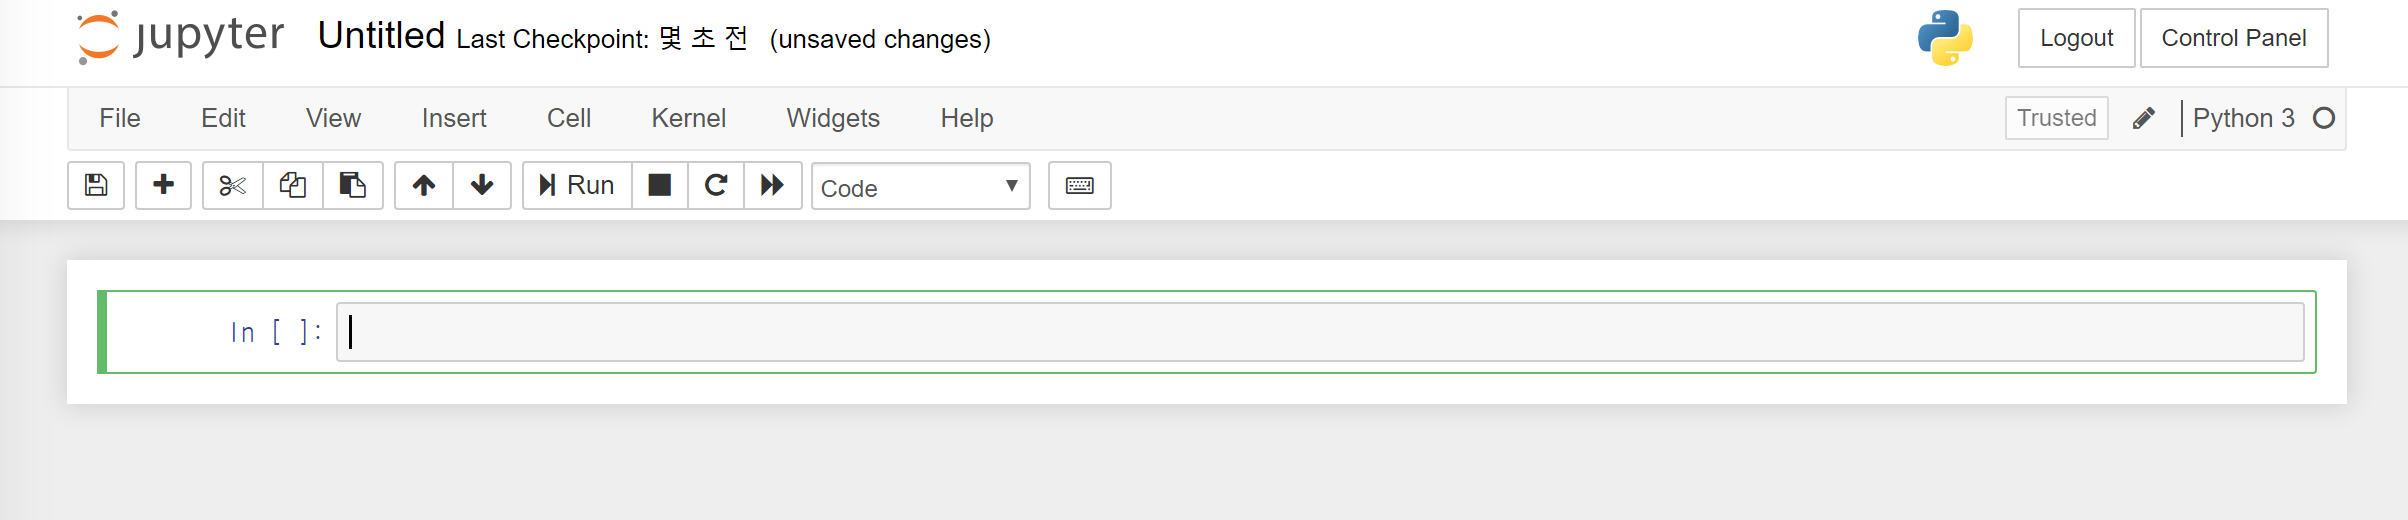 jupyter Untitled Last Checkpoint: 몇 초 전 (unsaved changes) Logout Control Panel
File Edit View Insert Cell Kernel Widgets Help Trusted Python 3
Run Code
In [ ]: